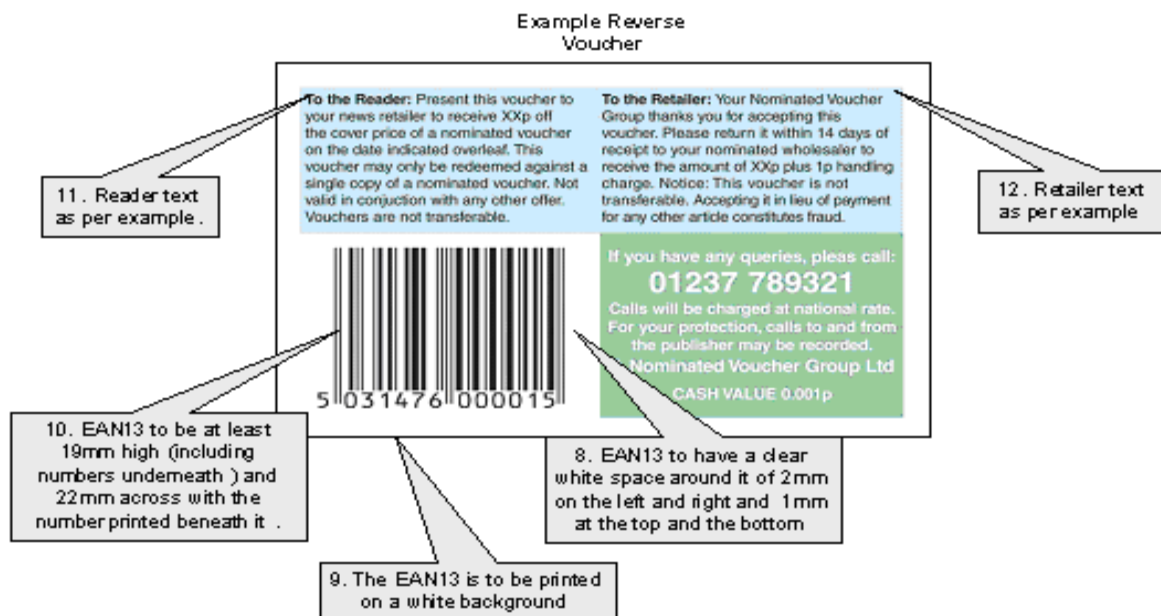 Example Reverse
Voucher
To the Reader: Present this voucher to
your news retailer to receive XXp off
the cover price of a nominated voucher
on the date indicated overleaf. This
voucher may only be redeemed against a
single copy of a nominated voucher. Not
valid in conjuction with any other offer.
Vouchers are not transferable.
To the Retailer: Your Nominated Voucher
Group thanks you for accepting this
voucher. Please return it within 14 days of
receipt to your nominated wholesaler to
receive the amount of XXp plus 1p handling
charge. Notice: This voucher is not
transferable. Accepting it in lieu of payment
for any other article constitutes fraud.
11. Reader text
as per example.
12. Retailer text
as per example
If you have any queries, pleas call:
01237 789321
Calls will be charged at national rate.
For your protection, calls to and from
the publisher may be recorded.
Nominated Voucher Group Ltd
CASH VALUE 0.001p
5 031476 000015
10. EAN13 to be at least
19mm high (including
numbers underneath) and
22mm across with the
number printed beneath it.
8. EAN13 to have a clear
white space around it of 2mm
on the left and right and 1mm
at the top and the bottom
9. The EAN13 is to be printed
on a white background